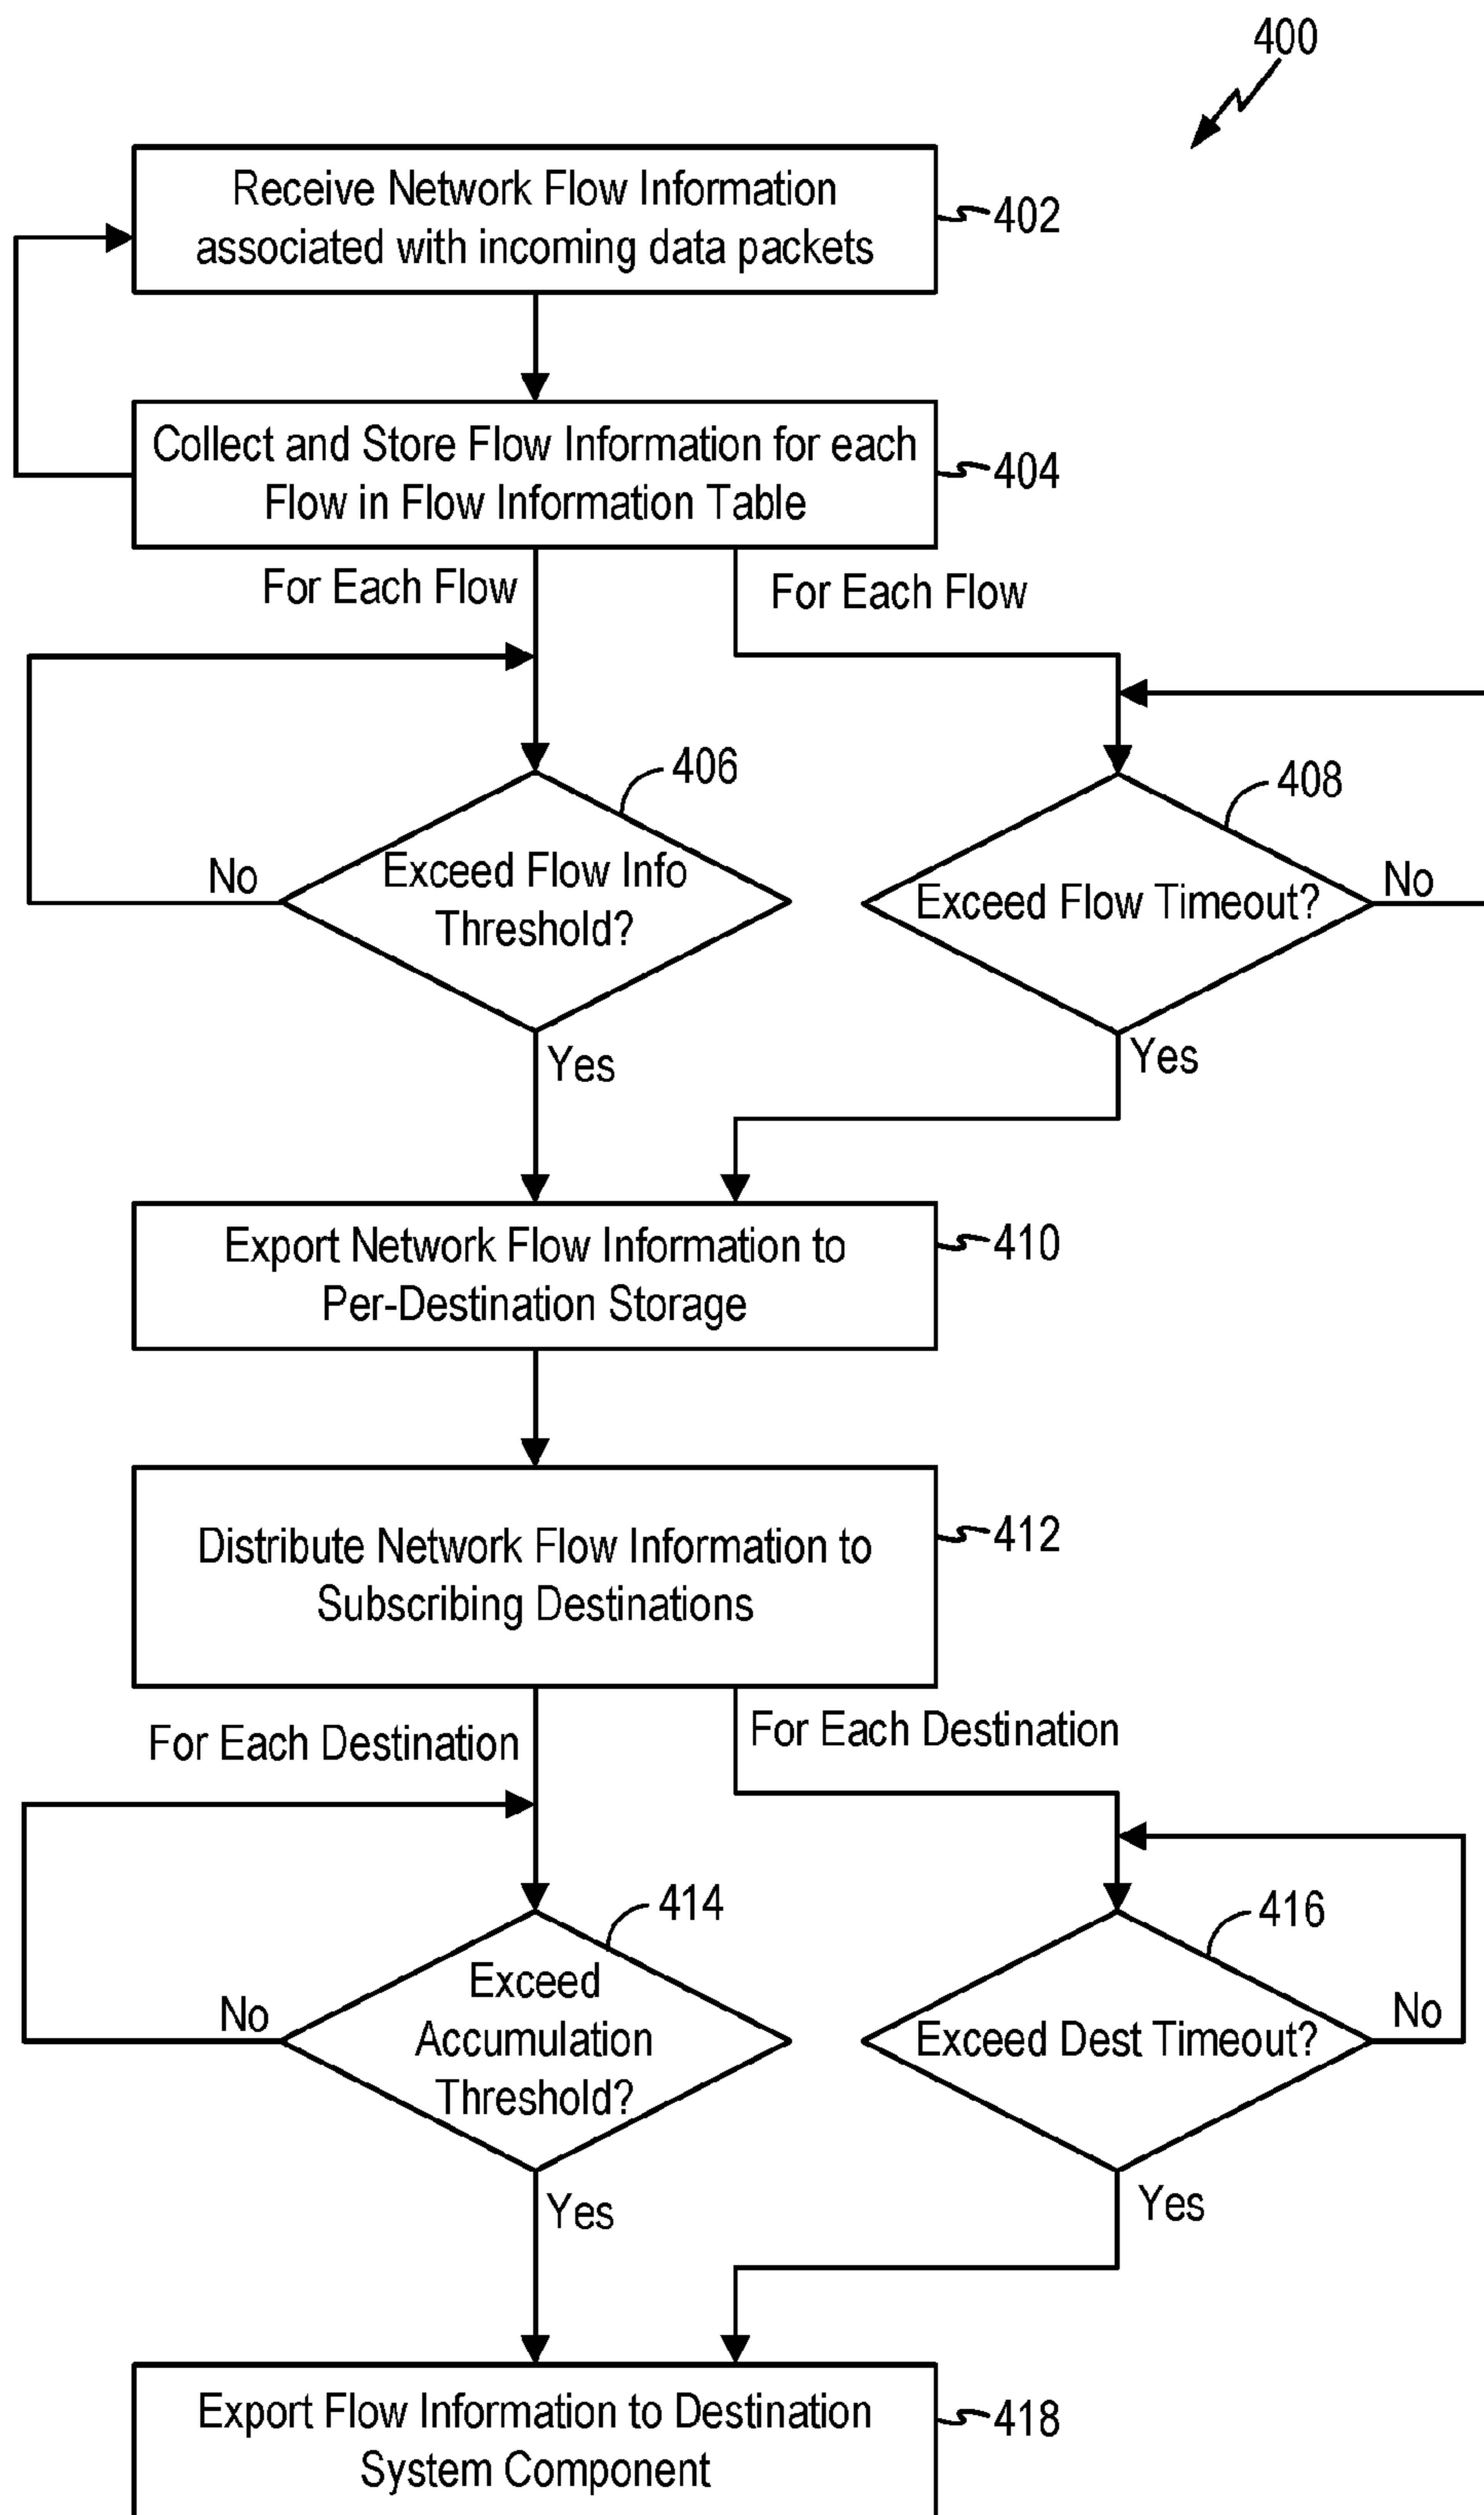 400
Receive Network Flow Information
associated with incoming data packets
402
Collect and Store Flow Information for each
Flow in Flow Information Table
404
For Each Flow
For Each Flow
406
408
No
Exceed Flow Info
Threshold?
Exceed Flow Timeout?
No
Yes
Yes
Export Network Flow Information to
Per-Destination Storage
410
Distribute Network Flow Information to
Subscribing Destinations
412
For Each Destination
For Each Destination
414
416
No
Exceed
Accumulation
Threshold?
Exceed Dest Timeout?
No
Yes
Yes
Export Flow Information to Destination
System Component
418